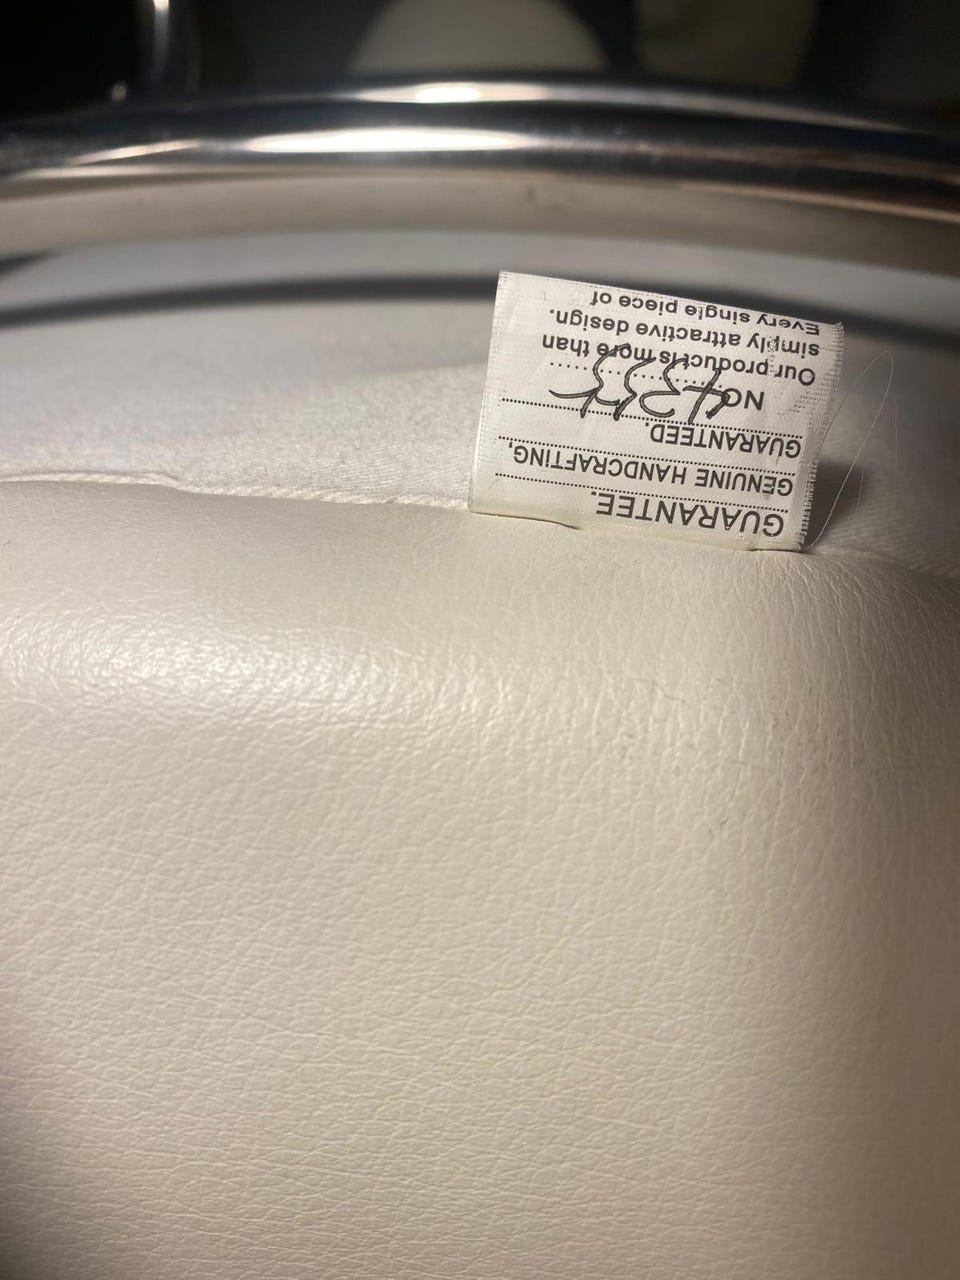 GUARANTEE.
GENUINE HANDCRAFTING,
GUARANTEED.
NO
Our product is more than
simply attractive design.
Every single piece of